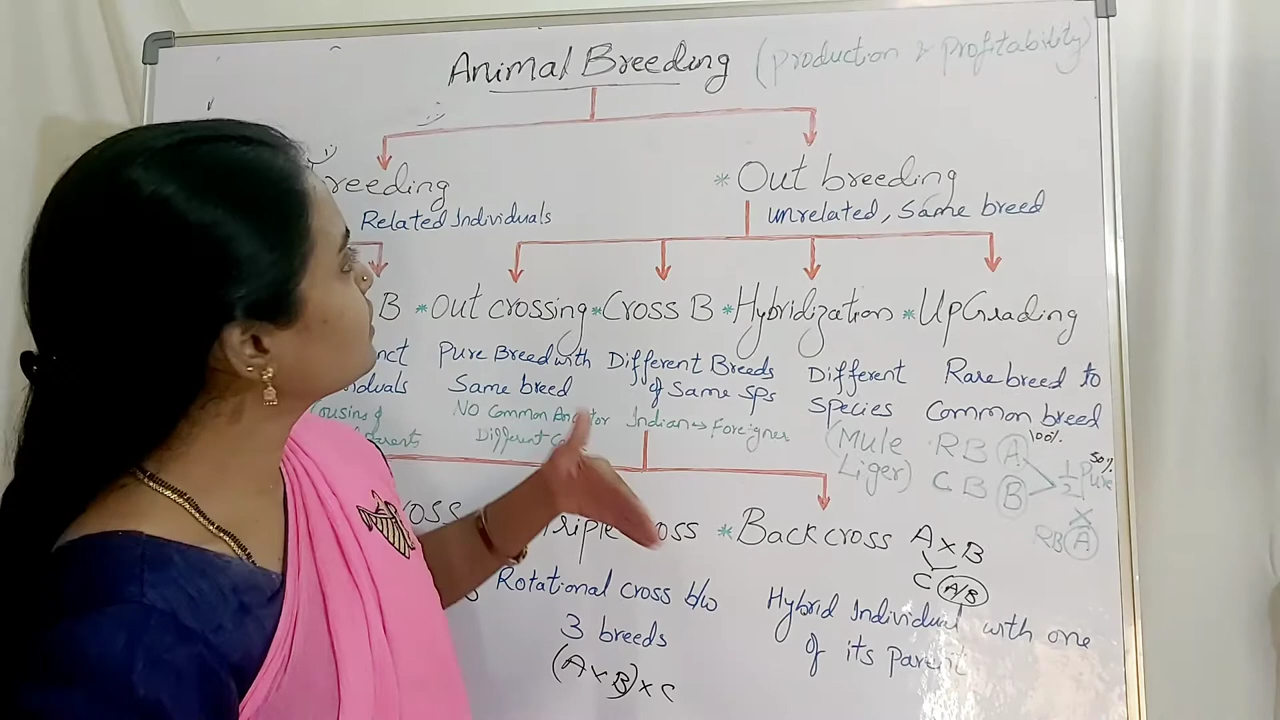 Animal Breeding (production & profitability)
reeding * Out breeding
Related Individuals unrelated, Same breed
B * Out crossing * Cross B * Hybridization * UpGrading
Pure Breed with Same breed
No Common
Different Breeds of Same sps
Indian ↔ Foreigner
Different Species
(Mule Liger)
Rare breed to Common breed
RB A 100%
CB B 1/2 Pure 50%
X
RB A
Cousins &
* Back cross A x B
C A/B
Rotational cross b/w
3 breeds
(A x B) x C
Hybrid Individual with one
of its parent